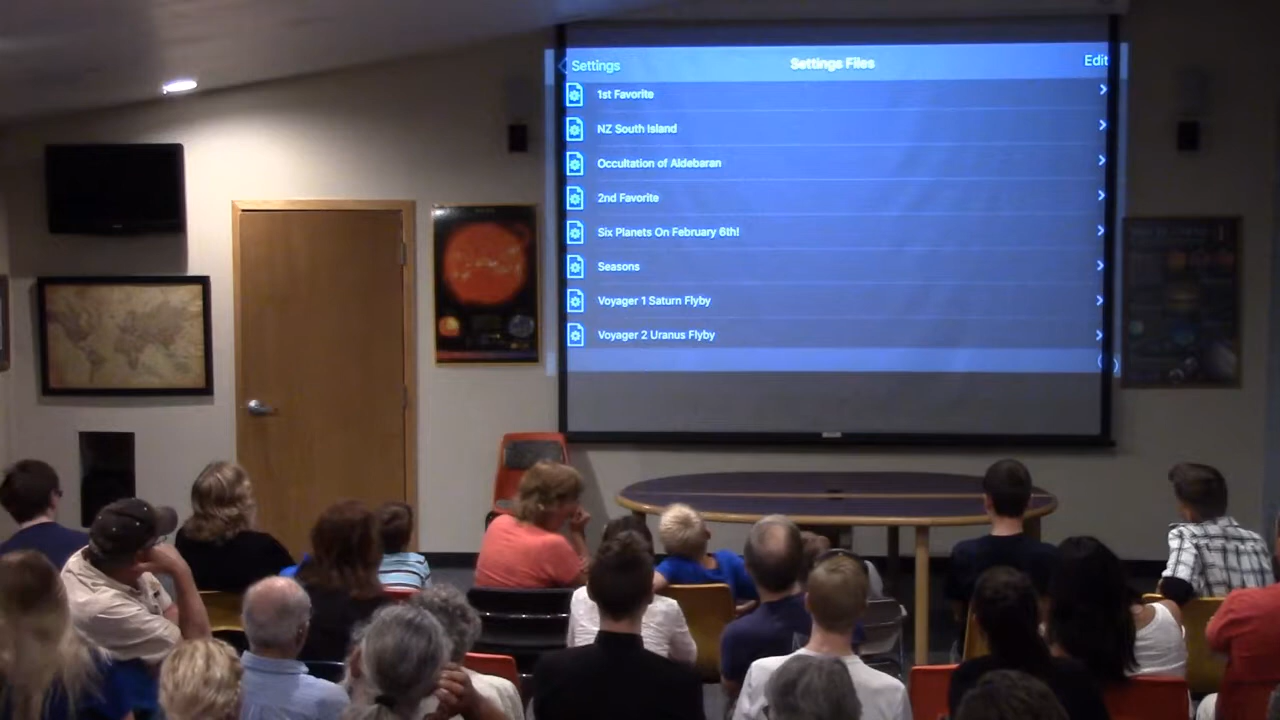 Settings
Settings Files
Edit
1st Favorite
NZ South Island
Occultation of Aldebaran
2nd Favorite
Six Planets On February 6th!
Seasons
Voyager 1 Saturn Flyby
Voyager 2 Uranus Flyby